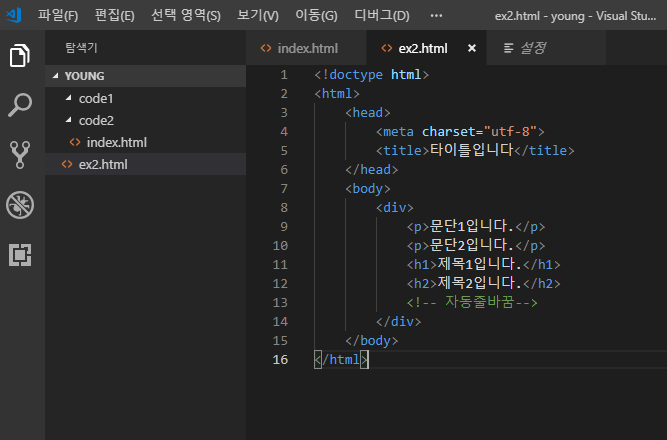 파일(F) 편집(E) 선택 영역(S) 보기(V) 이동(G) 디버그(D) ··· ex2.html - young - Visual Stu...
탐색기
index.html ex2.html × 설정
YOUNG
code1
code2
index.html
ex2.html
1 <!doctype html>
2 <html>
3 <head>
4 <meta charset="utf-8">
5 <title>타이틀입니다</title>
6 </head>
7 <body>
8 <div>
9 <p>문단1입니다.</p>
10 <p>문단2입니다.</p>
11 <h1>제목1입니다.</h1>
12 <h2>제목2입니다.</h2>
13 <!-- 자동줄바꿈-->
14 </div>
15 </body>
16 </html>